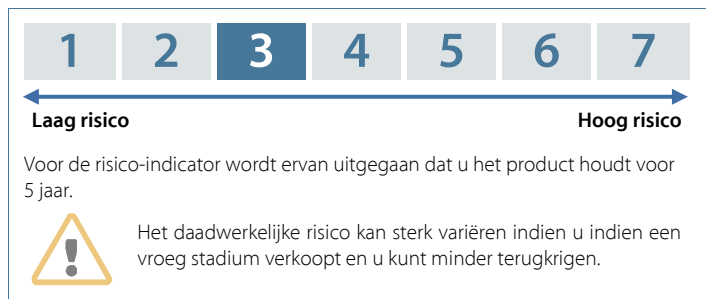 1 2 3 4 5 6 7
Laag risico Hoog risico
Voor de risico-indicator wordt ervan uitgegaan dat u het product houdt voor
5 jaar.
Het daadwerkelijke risico kan sterk variëren indien u indien een
vroeg stadium verkoopt en u kunt minder terugkrigen.